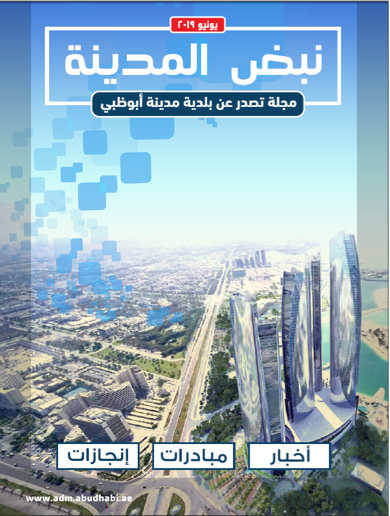 يونيو ٢٠١٩
نبض المدينة
مجلة تصدر عن بلدية مدينة أبوظبي
أخبار
مبادرات
إنجازات
www.adm.abudhabi.ae